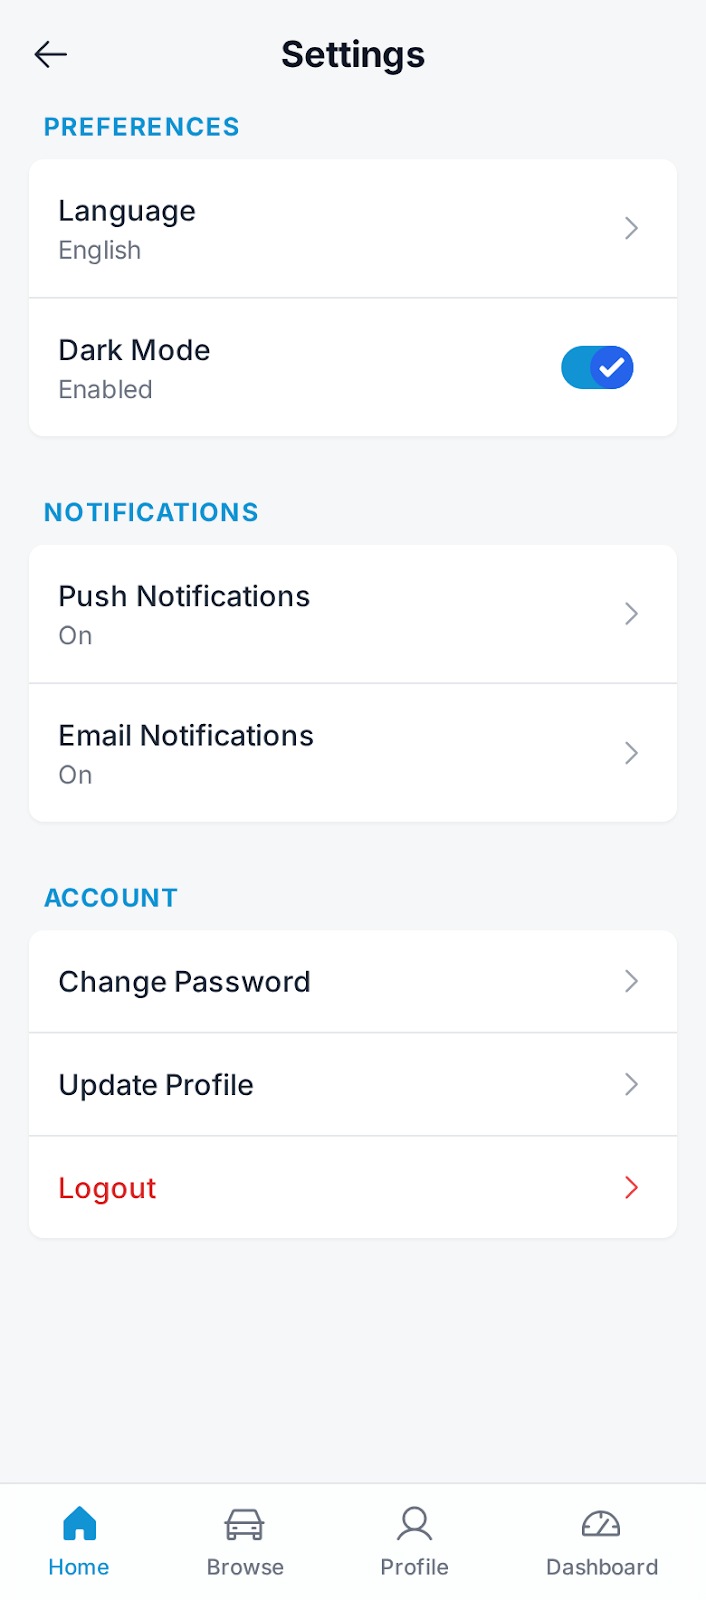 Settings
PREFERENCES
Language
English
Dark Mode
Enabled
NOTIFICATIONS
Push Notifications
On
Email Notifications
On
ACCOUNT
Change Password
Update Profile
Logout
Home Browse Profile Dashboard